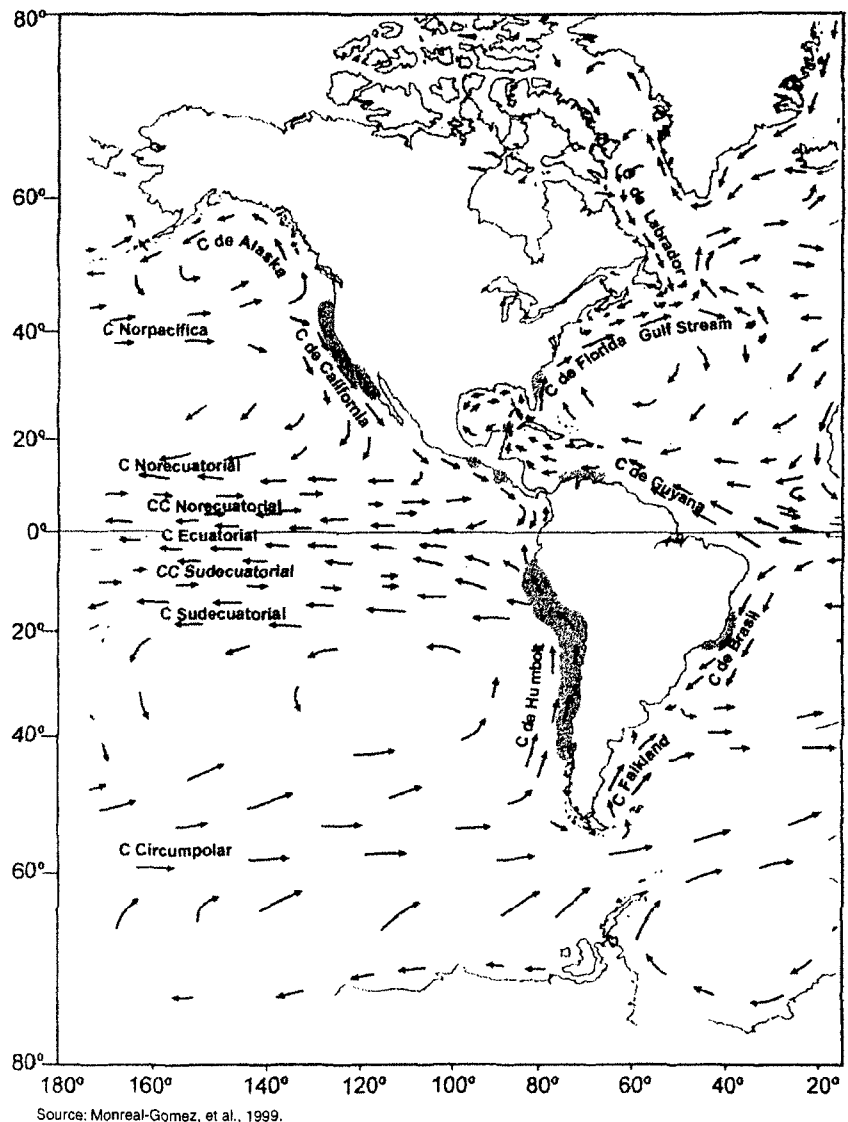 80°
60°
C de Labrador
C de Alaska
40°
C Norpacífica
C de Florida
Gulf Stream
C de California
20°
C Norecuatorial
C de Guyana
CC Norecuatorial
0°
C Ecuatorial
CC Sudecuatorial
C Sudecuatorial
20°
C de Brasil
C de Humbolt
40°
C Falkland
C Circumpolar
60°
80°
180° 160° 140° 120° 100° 80° 60° 40° 20°
Source: Monreal-Gomez, et al., 1999.